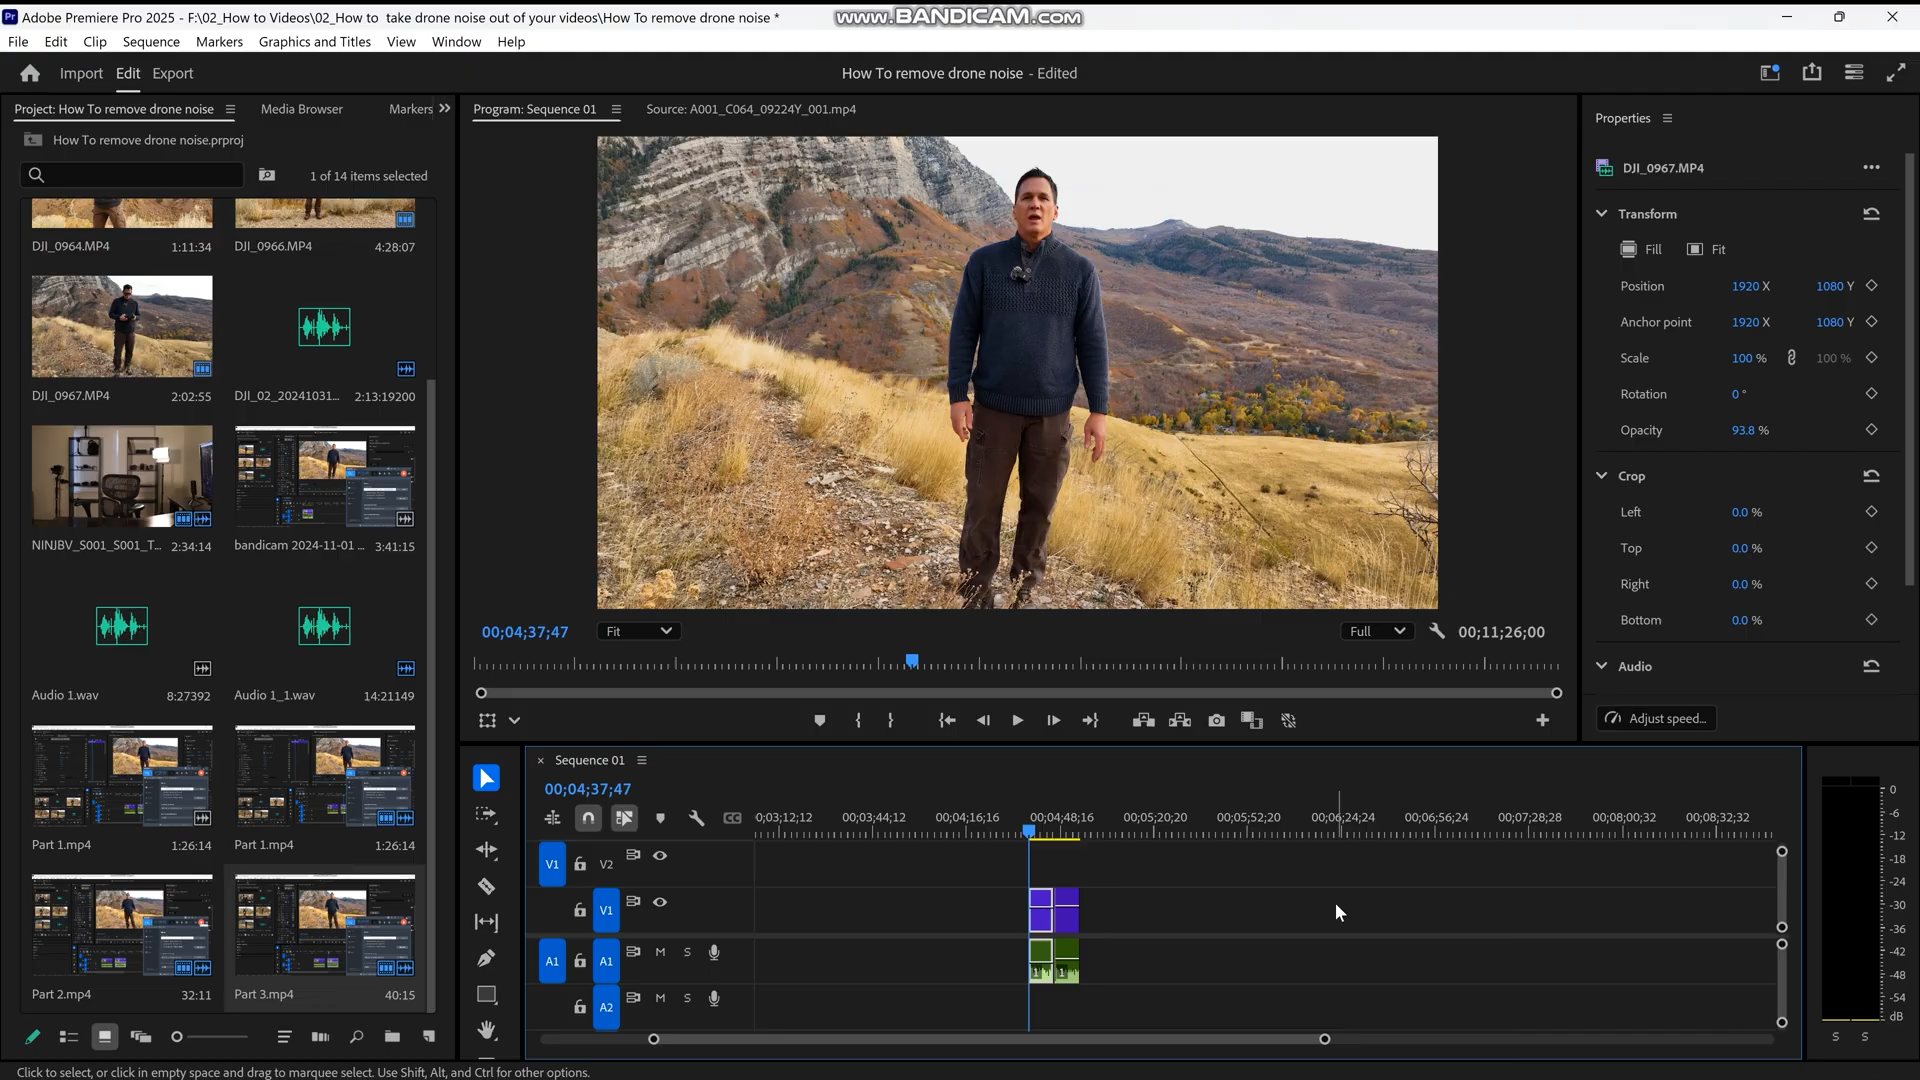 Adobe Premiere Pro 2025 - F:\02_How to Videos\02_How to  take drone noise out of your videos\How To remove drone noise *
www.BANDICAM.com
File Edit Clip Sequence Markers Graphics and Titles View Window Help
Import Edit Export
How To remove drone noise - Edited
Project: How To remove drone noise Media Browser Markers
How To remove drone noise.prproj
1 of 14 items selected
DJI_0964.MP4 1:11:34 DJI_0966.MP4 4:28:07
DJI_0967.MP4 2:02:55 DJI_02_20241031... 2:13:19200
NINJBV_S001_S001_T... 2:34:14 bandicam 2024-11-01 ... 3:41:15
Audio 1.wav 8:27392 Audio 1_1.wav 14:21149
Part 1.mp4 1:26:14 Part 1.mp4 1:26:14
Part 2.mp4 32:11 Part 3.mp4 40:15
Program: Sequence 01 Source: A001_C064_09224Y_001.mp4
00;04;37;47 Fit Full 00;11;26;00
Properties
DJI_0967.MP4
Transform
Fill Fit
Position 1920 X 1080 Y
Anchor point 1920 X 1080 Y
Scale 100 % 100 %
Rotation 0 °
Opacity 93.8 %
Crop
Left 0.0 %
Top 0.0 %
Right 0.0 %
Bottom 0.0 %
Audio
Adjust speed...
× Sequence 01
00;04;37;47
CC
0;03;12;12 00;03;44;12 00;04;16;16 00;04;48;16 00;05;20;20 00;05;52;20 00;06;24;24 00;06;56;24 00;07;28;28 00;08;00;32 00;08;32;32
V1 V2
V1
A1 A1 M S
A2 M S
1 1
0
-6
-12
-18
-24
-30
-36
-42
-48
-54
dB
S S
Click to select, or click in empty space and drag to marquee select. Use Shift, Alt, and Ctrl for other options.